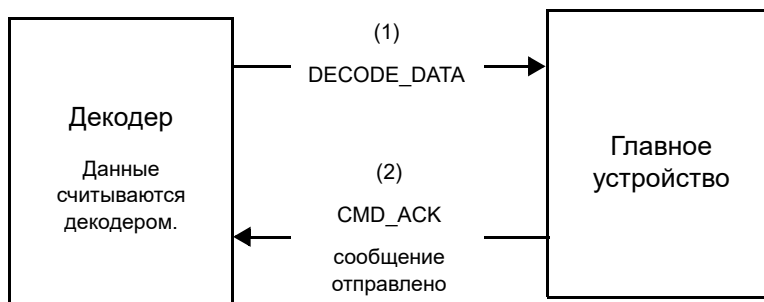 Декодер
Данные
считываются
декодером.
(1)
DECODE_DATA
(2)
CMD_ACK
сообщение
отправлено
Главное
устройство